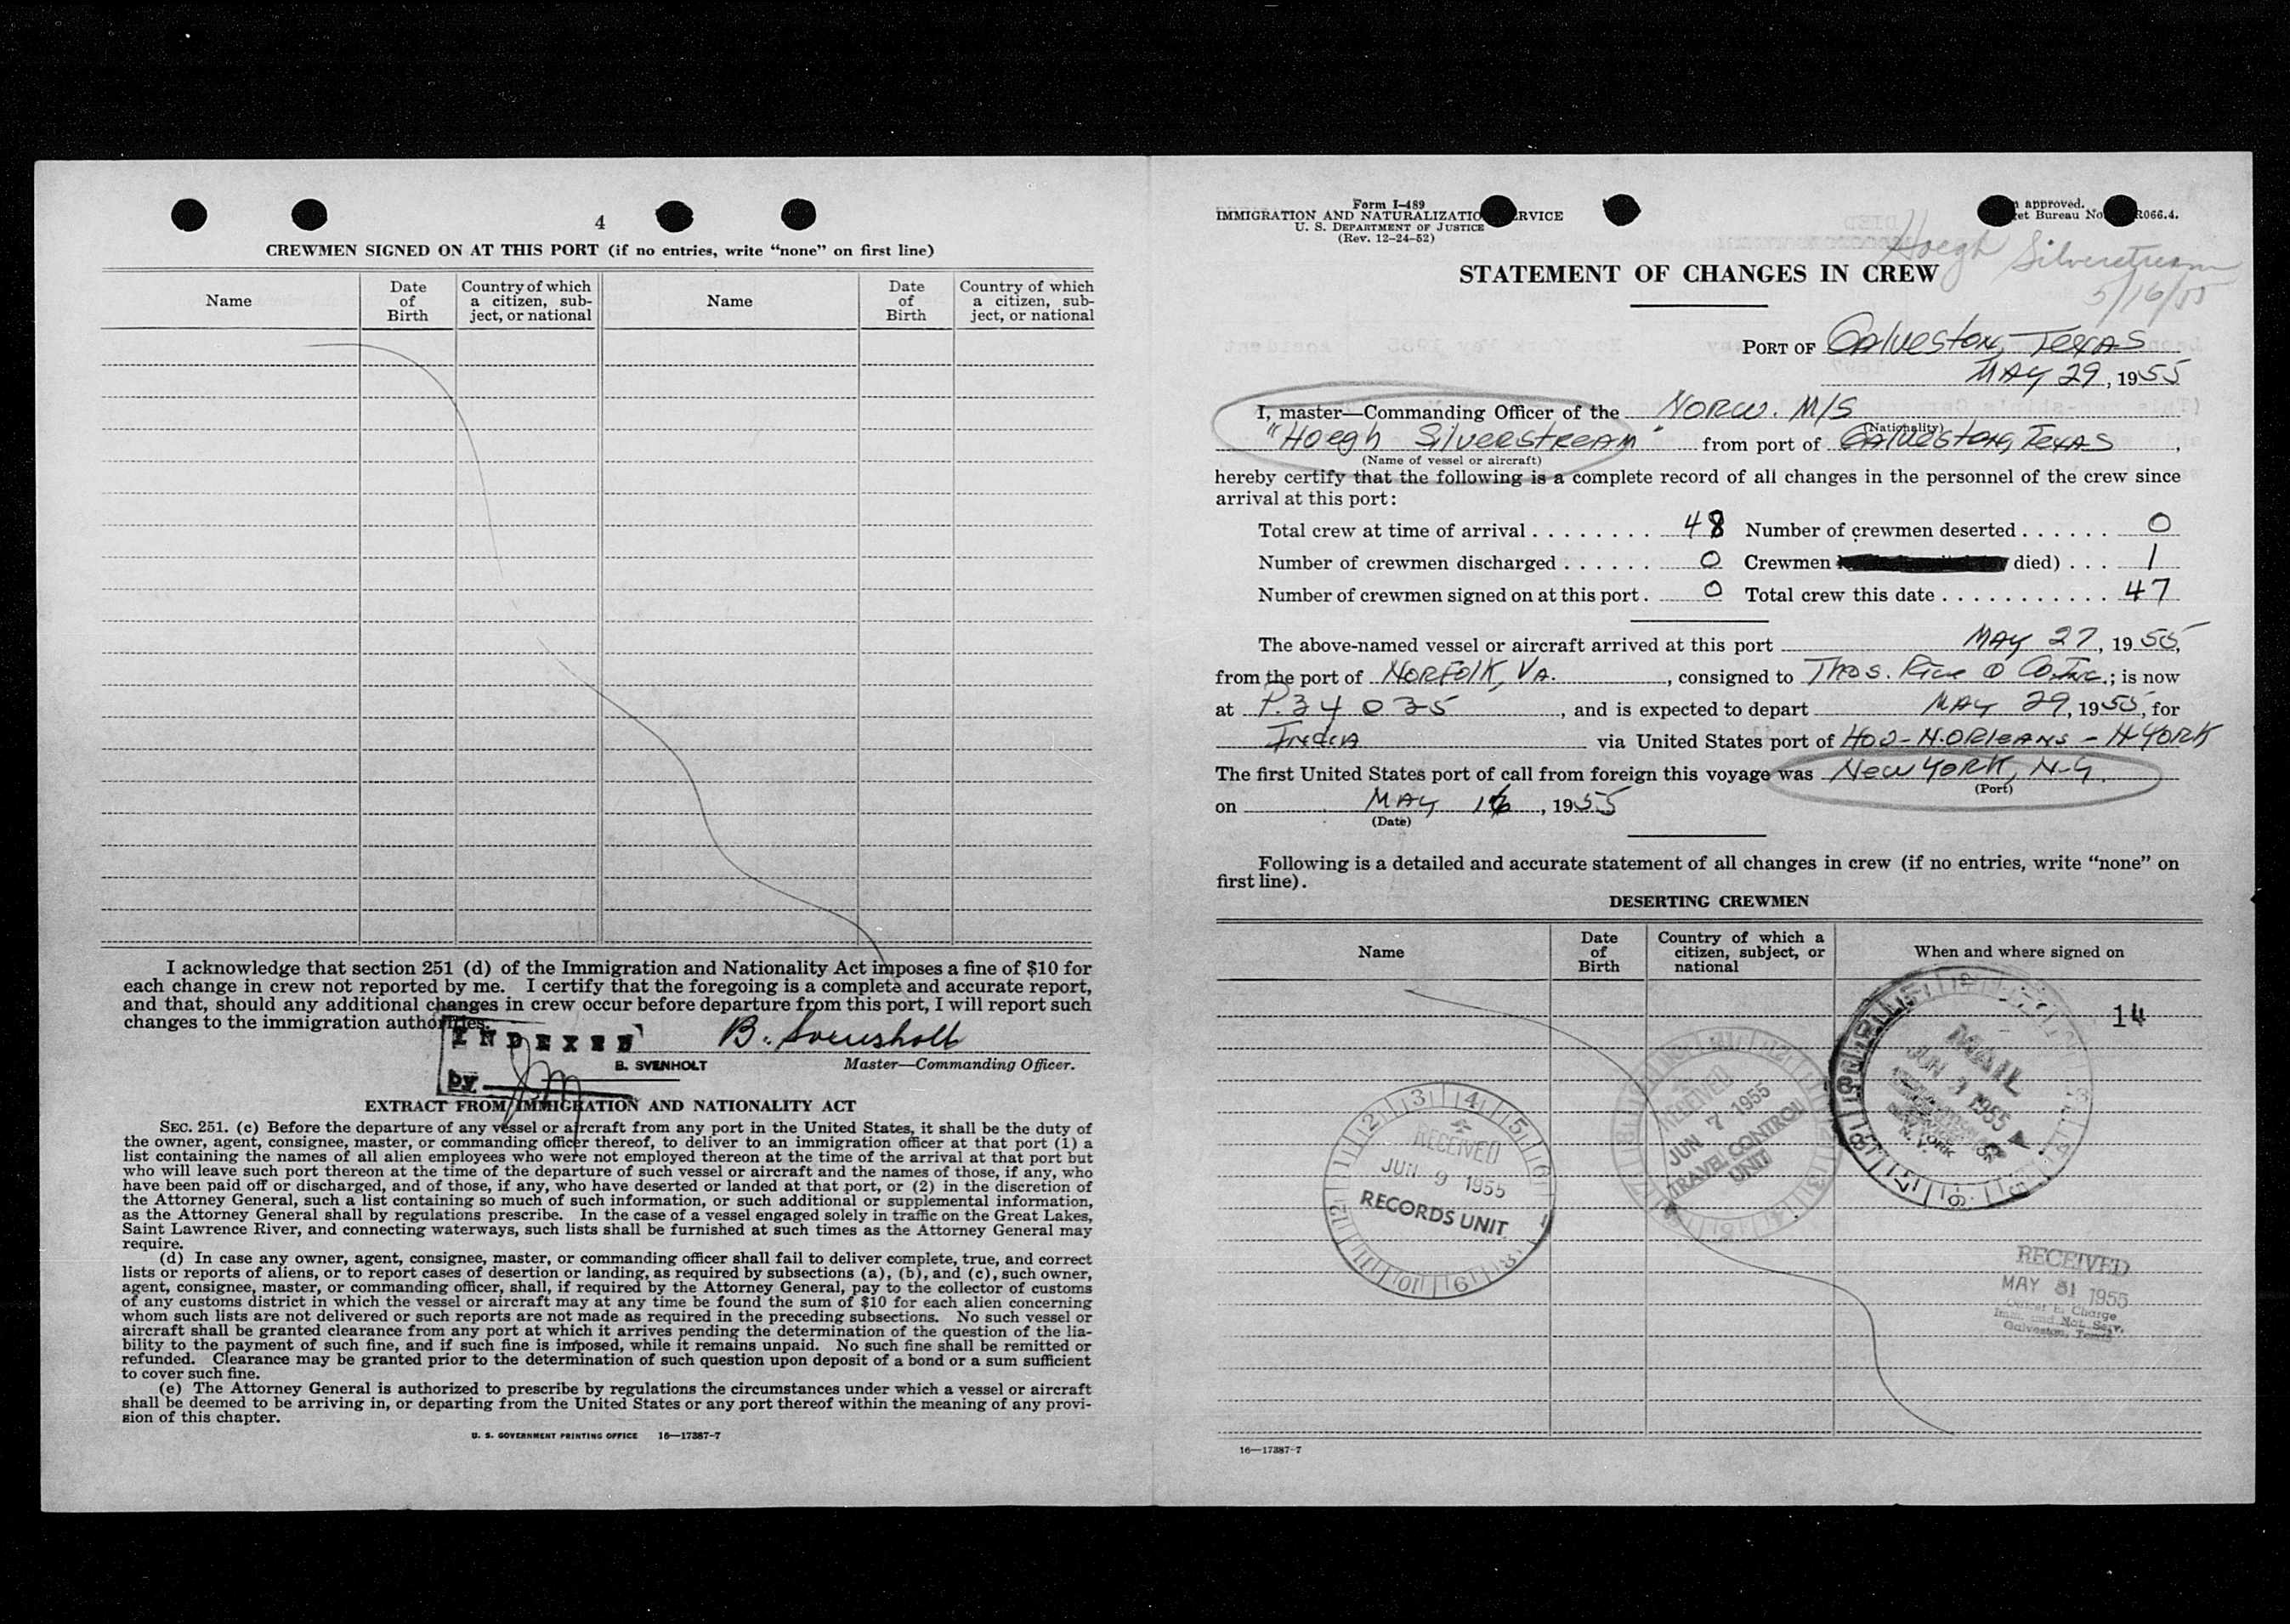 4
CREWMEN SIGNED ON AT THIS PORT (if no entries, write “none” on first line)
Name
Date of Birth
Country of which a citizen, subject, or national
Name
Date of Birth
Country of which a citizen, subject, or national
I acknowledge that section 251 (d) of the Immigration and Nationality Act imposes a fine of $10 for
each change in crew not reported by me. I certify that the foregoing is a complete and accurate report,
and that, should any additional changes in crew occur before departure from this port, I will report such
changes to the immigration authorities.
INDEXED
by
B. Svensholt
B. SVENHOLT
Master—Commanding Officer.
EXTRACT FROM IMMIGRATION AND NATIONALITY ACT
SEC. 251. (c) Before the departure of any vessel or aircraft from any port in the United States, it shall be the duty of
the owner, agent, consignee, master, or commanding officer thereof, to deliver to an immigration officer at that port (1) a
list containing the names of all alien employees who were not employed thereon at the time of the arrival at that port but
who will leave such port thereon at the time of the departure of such vessel or aircraft and the names of those, if any, who
have been paid off or discharged, and of those, if any, who have deserted or landed at that port, or (2) in the discretion of
the Attorney General, such a list containing so much of such information, or such additional or supplemental information,
as the Attorney General shall by regulations prescribe. In the case of a vessel engaged solely in traffic on the Great Lakes,
Saint Lawrence River, and connecting waterways, such lists shall be furnished at such times as the Attorney General may
require.
(d) In case any owner, agent, consignee, master, or commanding officer shall fail to deliver complete, true, and correct
lists or reports of aliens, or to report cases of desertion or landing, as required by subsections (a), (b), and (c), such owner,
agent, consignee, master, or commanding officer, shall, if required by the Attorney General, pay to the collector of customs
of any customs district in which the vessel or aircraft may at any time be found the sum of $10 for each alien concerning
whom such lists are not delivered or such reports are not made as required in the preceding subsections. No such vessel or
aircraft shall be granted clearance from any port at which it arrives pending the determination of the question of the lia-
bility to the payment of such fine, and if such fine is imposed, while it remains unpaid. No such fine shall be remitted or
refunded. Clearance may be granted prior to the determination of such question upon deposit of a bond or a sum sufficient
to cover such fine.
(e) The Attorney General is authorized to prescribe by regulations the circumstances under which a vessel or aircraft
shall be deemed to be arriving in, or departing from the United States or any port thereof within the meaning of any provi-
sion of this chapter.
U. S. GOVERNMENT PRINTING OFFICE 16—17387-7
Form I-489
IMMIGRATION AND NATURALIZATIO RVICE
U. S. DEPARTMENT OF JUSTICE
(Rev. 12-24-52)
approved.
et Bureau No. R066.4.
Hoegh Silverstream
5/16/55
STATEMENT OF CHANGES IN CREW
PORT OF Galveston, Texas
MAY 29, 1955
I, master—Commanding Officer of the NORW. M/S
(Nationality)
"Hoegh Silverstream" from port of Galveston, Texas,
(Name of vessel or aircraft)
hereby certify that the following is a complete record of all changes in the personnel of the crew since
arrival at this port:
Total crew at time of arrival . . . . . . . . 48 Number of crewmen deserted . . . . . . 0
Number of crewmen discharged . . . . . . 0 Crewmen died) . . . 1
Number of crewmen signed on at this port . 0 Total crew this date . . . . . . . . . . . . 47
The above-named vessel or aircraft arrived at this port MAY 27, 1955,
from the port of NORFOLK, VA., consigned to Thos. Rice & Co. Inc.; is now
at P.34 035, and is expected to depart MAY 29, 1955, for
India via United States port of HOU-N.ORLEANS - N-YORK
The first United States port of call from foreign this voyage was New YORK, N-Y.
(Port)
on MAY 16, 1955
(Date)
Following is a detailed and accurate statement of all changes in crew (if no entries, write “none” on
first line).
DESERTING CREWMEN
Name
Date of Birth
Country of which a citizen, subject, or national
When and where signed on
14
MAIL
JUN 1955
RECEIVED
JUN 7 1955
TRAVEL CONTROL
UNIT
RECEIVED
JUN 9 1955
RECORDS UNIT
RECEIVED
MAY 31 1955
Galveston, Texas
16—17387-7